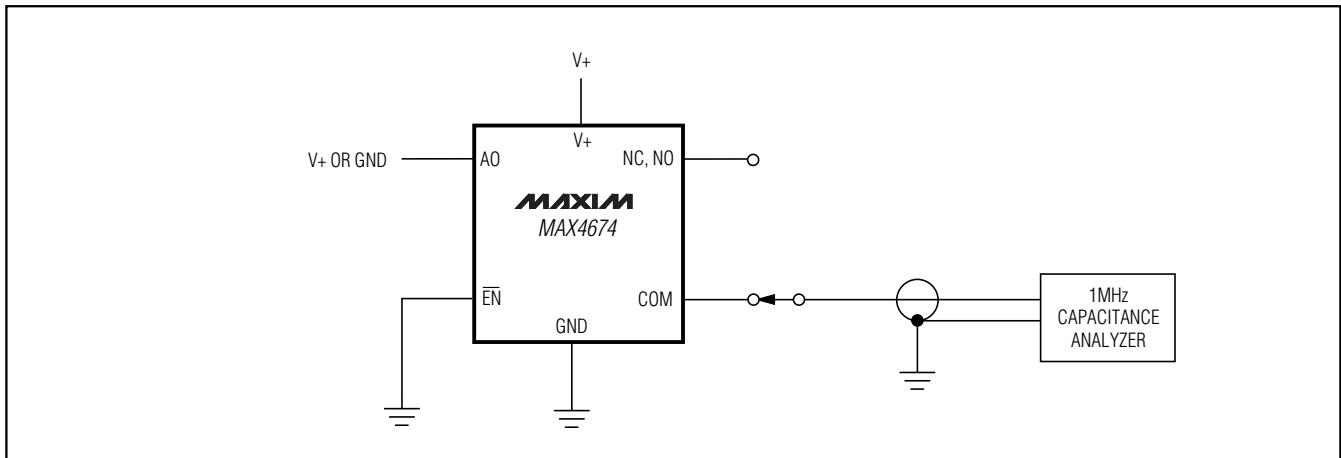 V+
V+
V+ OR GND
AO
NC, NO
MAXIM
MAX4674
EN
COM
GND
1MHz
CAPACITANCE
ANALYZER